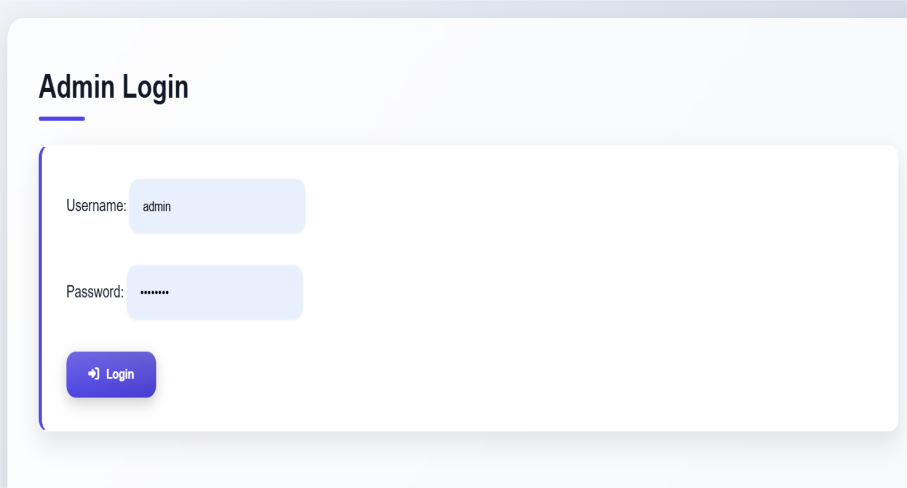 Admin Login
Username: admin
Password: ••••••••
Login